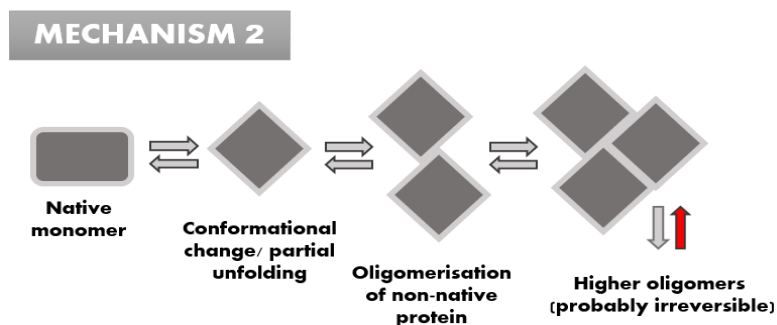 MECHANISM 2
Native
monomer
Conformational
change/ partial
unfolding
Oligomerisation
of non-native
protein
Higher oligomers
(probably irreversible)